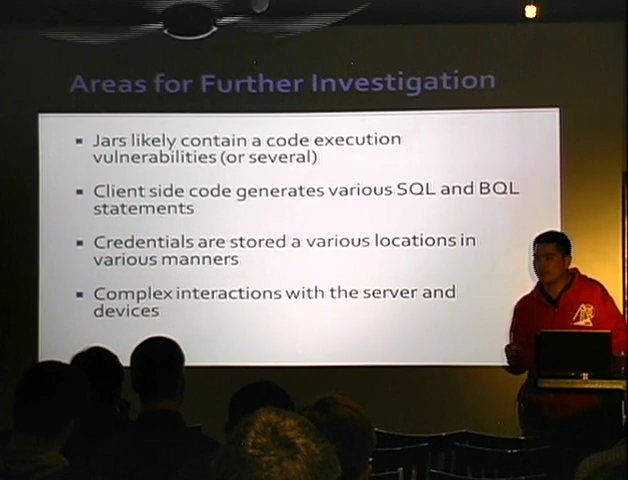 Areas for Further Investigation
Jars likely contain a code execution
vulnerabilities (or several)
Client side code generates various SQL and BQL
statements
Credentials are stored a various locations in
various manners
Complex interactions with the server and
devices